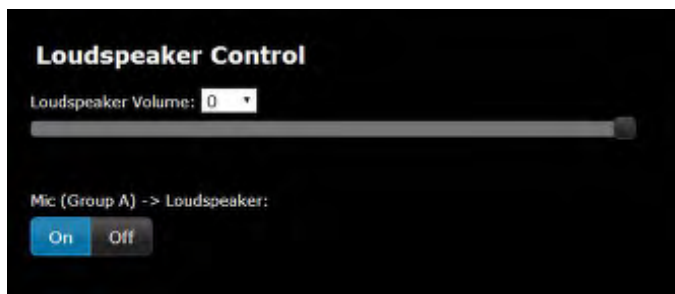 Loudspeaker Control
Loudspeaker Volume: 0
Mic (Group A) -> Loudspeaker:
On Off